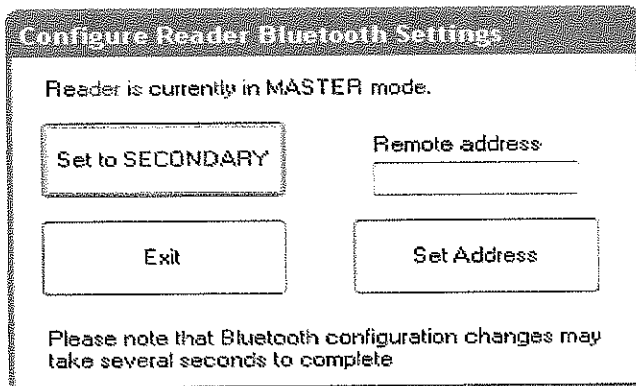 Configure Reader Bluetooth Settings
Reader is currently in MASTER mode.
Set to SECONDARY
Remote address
Exit
Set Address
Please note that Bluetooth configuration changes may
take several seconds to complete